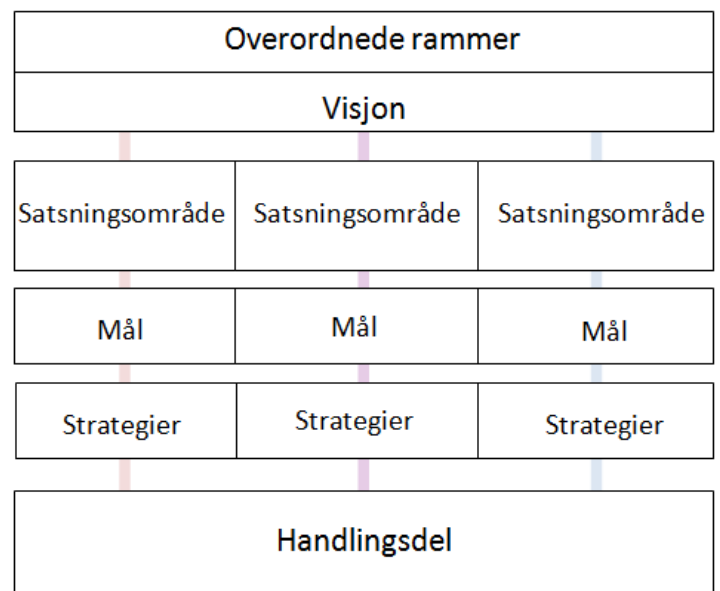 Overordnede rammer
Visjon
Satsningsområde Satsningsområde Satsningsområde
Mål Mål Mål
Strategier Strategier Strategier
Handlingsdel